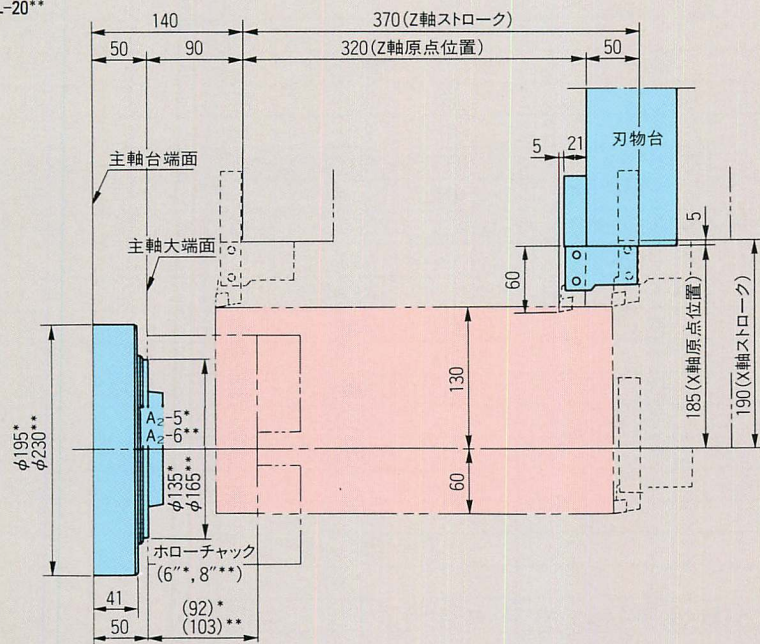 L-20**
140
370(Z軸ストローク)
50
90
320(Z軸原点位置)
50
5
21
刃物台
主軸台端面
主軸大端面
5
60
185(X軸原点位置)
190(X軸ストローク)
130
60
φ195*
φ230**
A₂-5*
A₂-6**
φ135*
φ165**
ホローチャック
(6″*, 8″**)
41
(92)*
50
(103)**